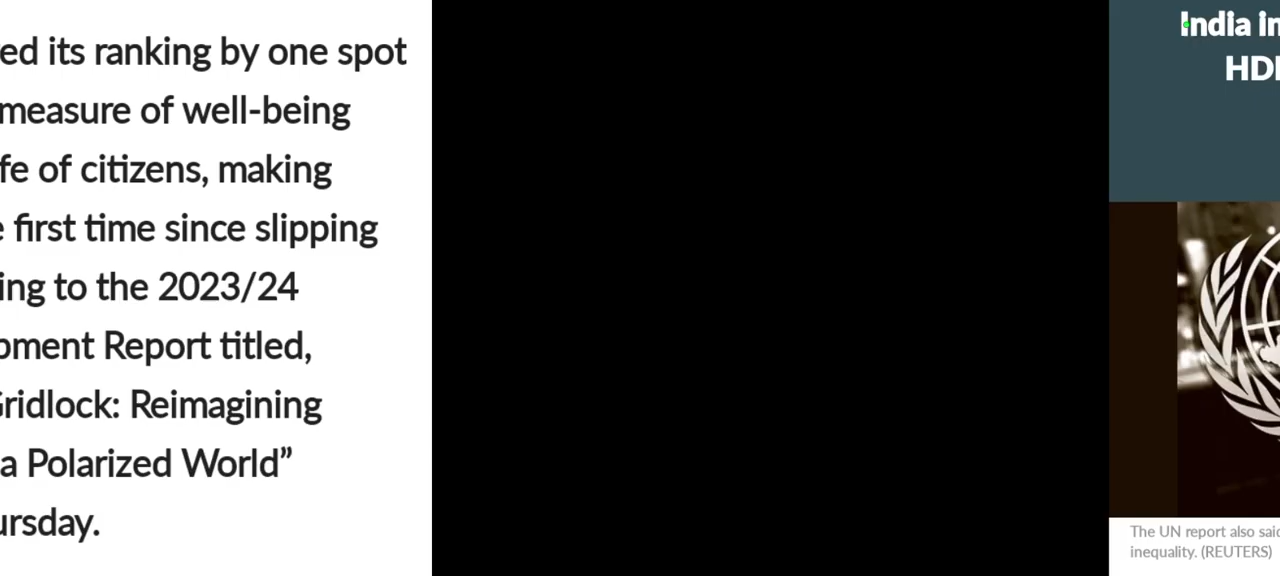 ed its ranking by one spot
measure of well-being
fe of citizens, making
e first time since slipping
ing to the 2023/24
pment Report titled,
Gridlock: Reimagining
a Polarized World”
ursday.
India in
HDI
The UN report also said
inequality. (REUTERS)